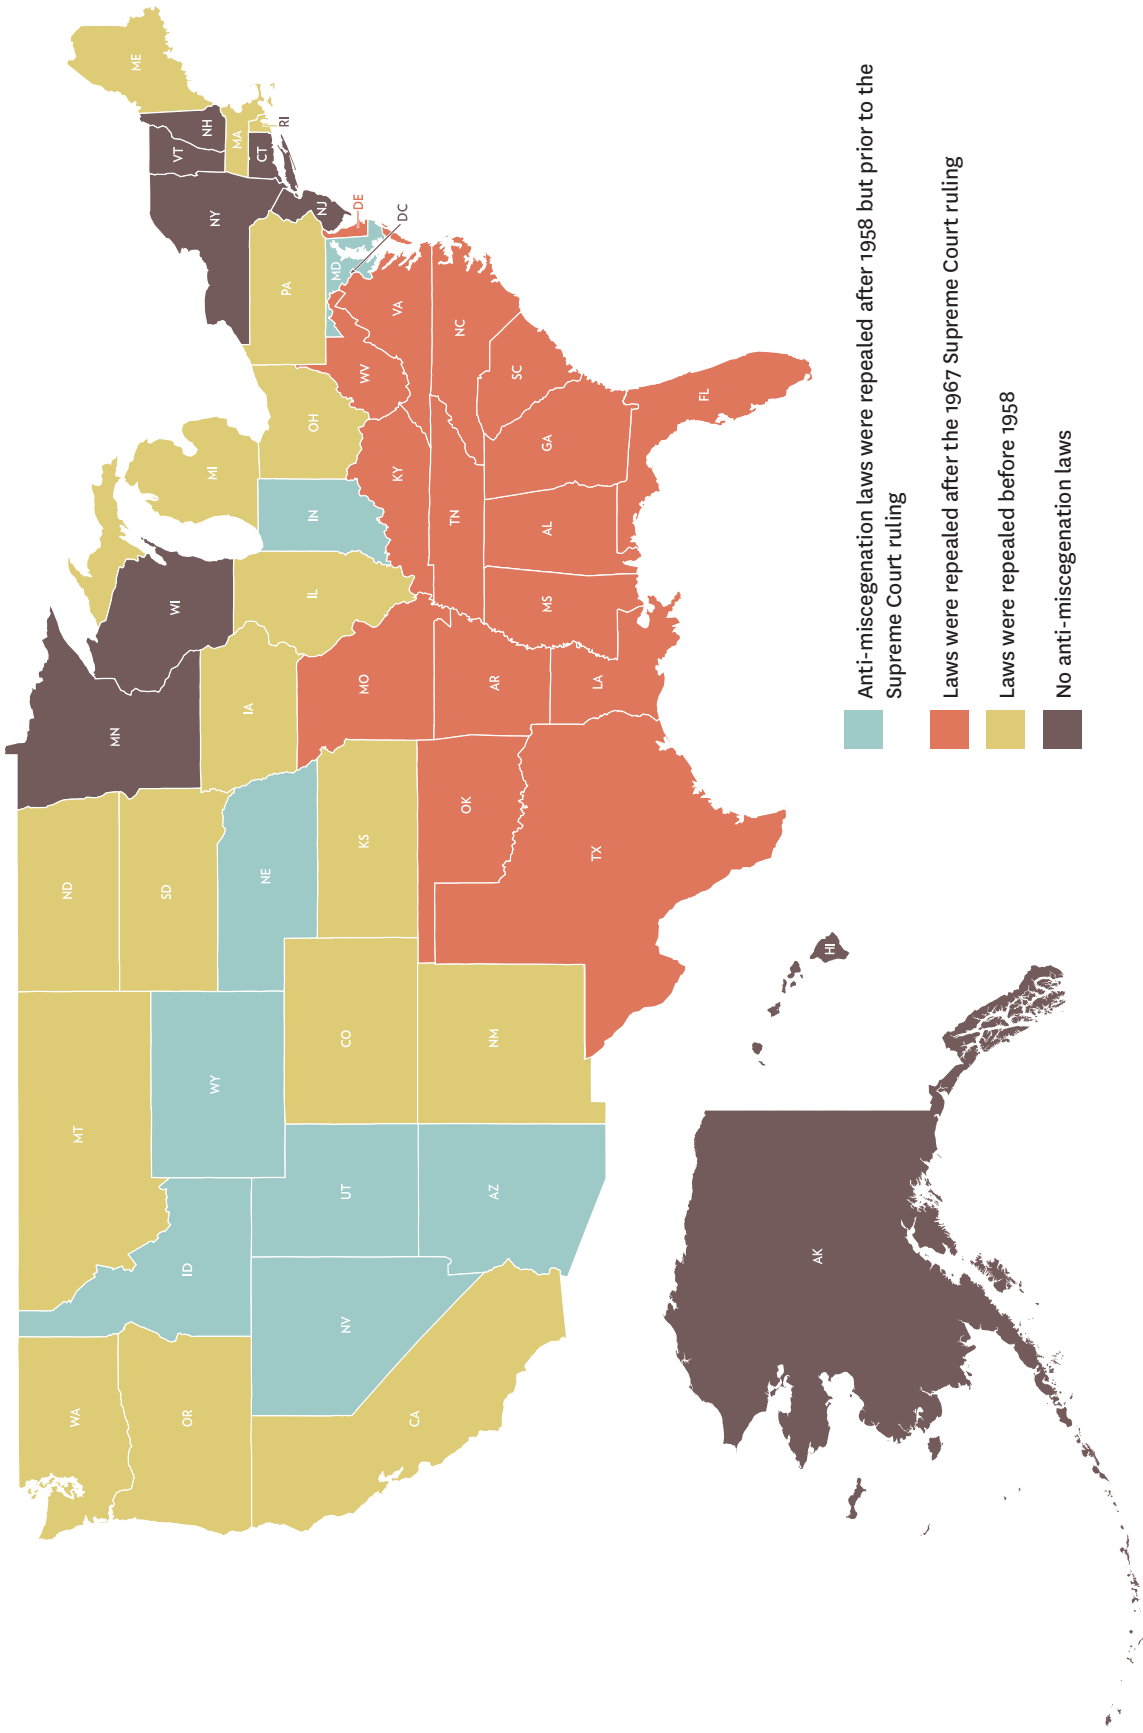 WA
OR
CA
NV
ID
MT
WY
UT
AZ
CO
NM
ND
SD
NE
KS
OK
TX
MN
IA
MO
AR
LA
WI
IL
MI
IN
OH
KY
TN
MS
AL
GA
FL
SC
NC
VA
WV
MD
DE
DC
PA
NJ
NY
CT
RI
MA
VT
NH
ME
AK
HI
Anti-miscegenation laws were repealed after 1958 but prior to the
Supreme Court ruling
Laws were repealed after the 1967 Supreme Court ruling
Laws were repealed before 1958
No anti-miscegenation laws